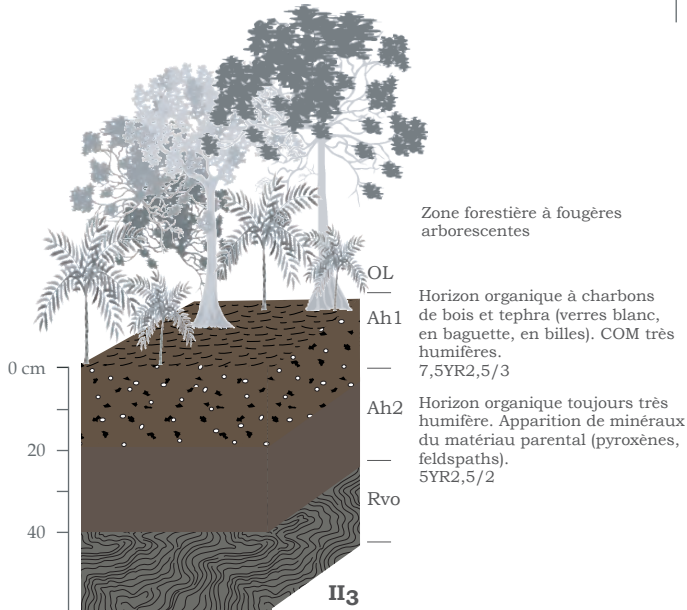 Zone forestière à fougères
arborescentes
OL
Horizon organique à charbons
de bois et tephra (verres blanc,
en baguette, en billes). COM très
humifères.
7,5YR2,5/3
Ah1
0 cm
Ah2
Horizon organique toujours très
humifère. Apparition de minéraux
du matériau parental (pyroxènes,
feldspaths).
5YR2,5/2
20
Rvo
40
II3